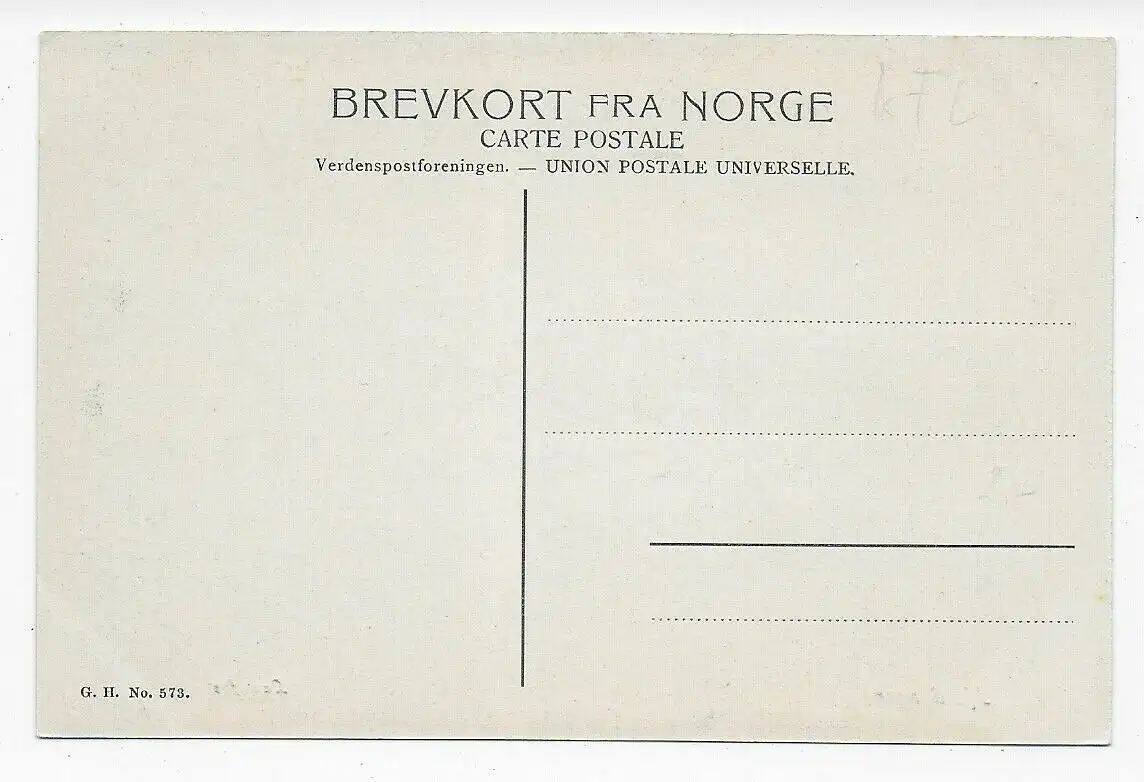 BREVKORT FRA NORGE
CARTE POSTALE
Verdenspostforeningen. — UNION POSTALE UNIVERSELLE.
G. H. No. 573.